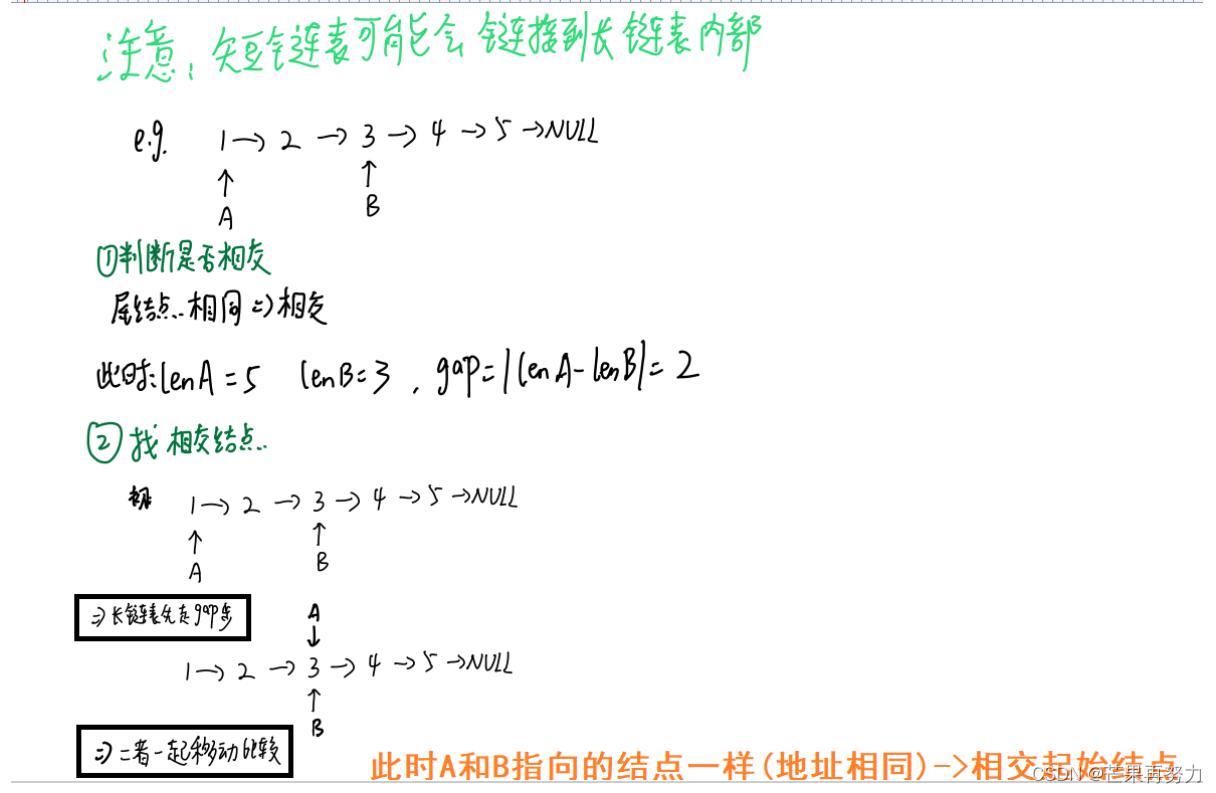 注意：短链表可能会链接到长链表内部
e.g. 1→2→3→4→5→NULL
↑ ↑
A B
①判断是否相交
尾结点相同=>相交
此时：lenA=5 lenB=3，gap=|lenA-lenB|=2
②找相交结点
1→2→3→4→5→NULL
↑ ↑
A B
=>长链表先走gap步
A
↓
1→2→3→4→5→NULL
↑
B
=>二者一起移动比较
此时A和B指向的结点一样(地址相同)->相交起始结点
CSDN @芒果再努力